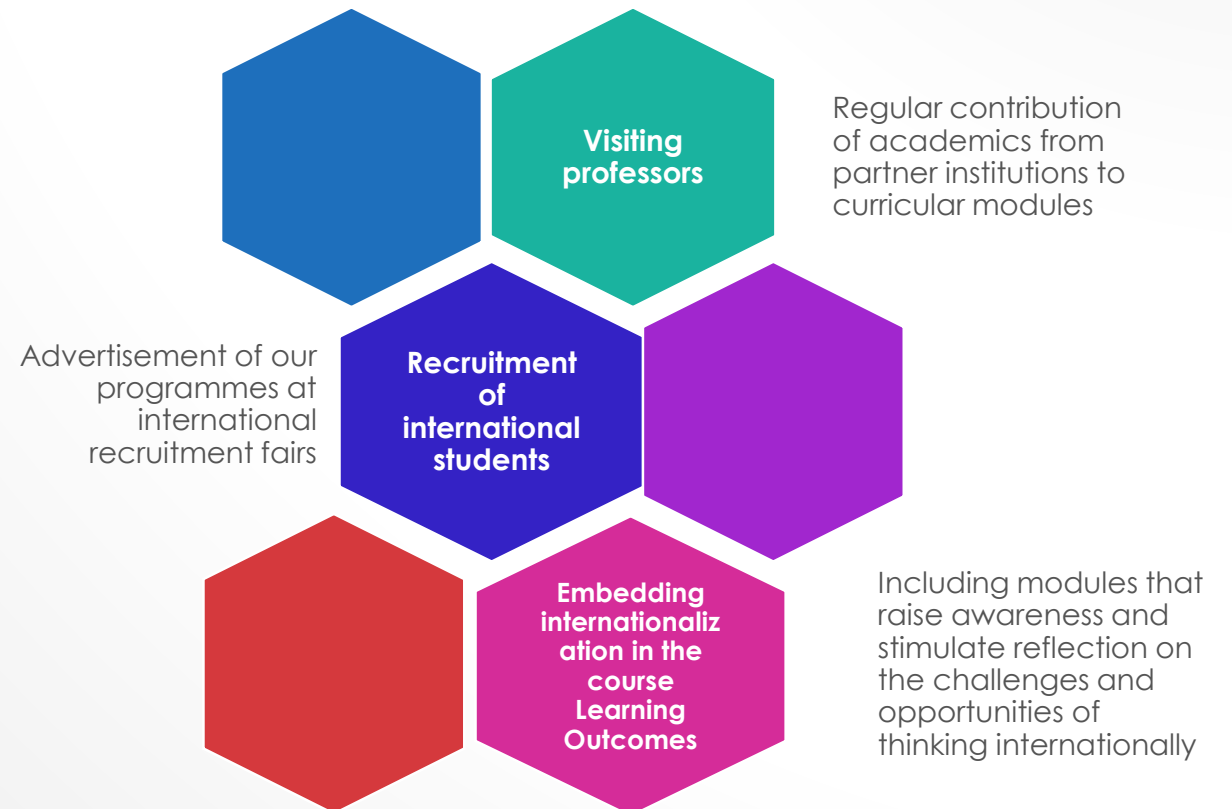 Visiting
professors
Regular contribution
of academics from
partner institutions to
curricular modules
Advertisement of our
programmes at
international
recruitment fairs
Recruitment
of
international
students
Embedding
internationaliz
ation in the
course
Learning
Outcomes
Including modules that
raise awareness and
stimulate reflection on
the challenges and
opportunities of
thinking internationally